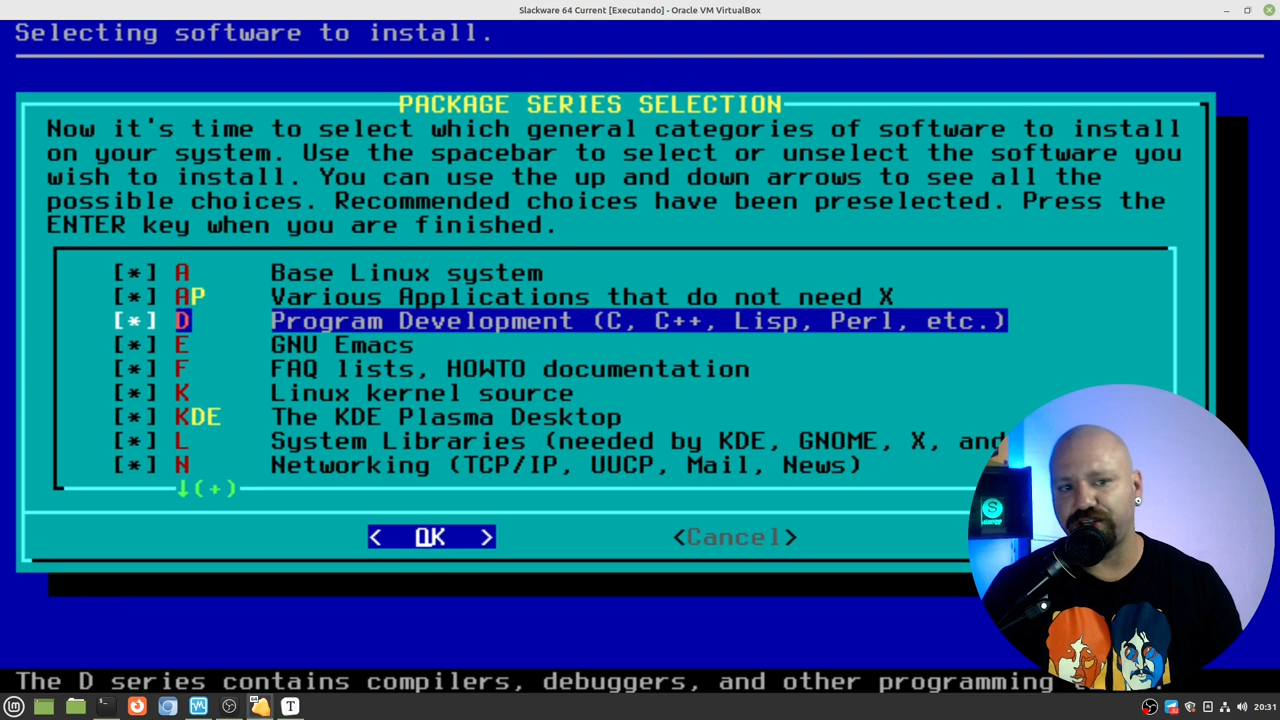 Slackware 64 Current [Executando] - Oracle VM VirtualBox
Selecting software to install.
PACKAGE SERIES SELECTION
Now it's time to select which general categories of software to install
on your system. Use the spacebar to select or unselect the software you
wish to install. You can use the up and down arrows to see all the
possible choices. Recommended choices have been preselected. Press the
ENTER key when you are finished.
[*] A Base Linux system
[*] AP Various Applications that do not need X
[*] D Program Development (C, C++, Lisp, Perl, etc.)
[*] E GNU Emacs
[*] F FAQ lists, HOWTO documentation
[*] K Linux kernel source
[*] KDE The KDE Plasma Desktop
[*] L System Libraries (needed by KDE, GNOME, X, and
[*] N Networking (TCP/IP, UUCP, Mail, News)
↓(+)
< OK > <Cancel>
The D series contains compilers, debuggers, and other programming
20:31